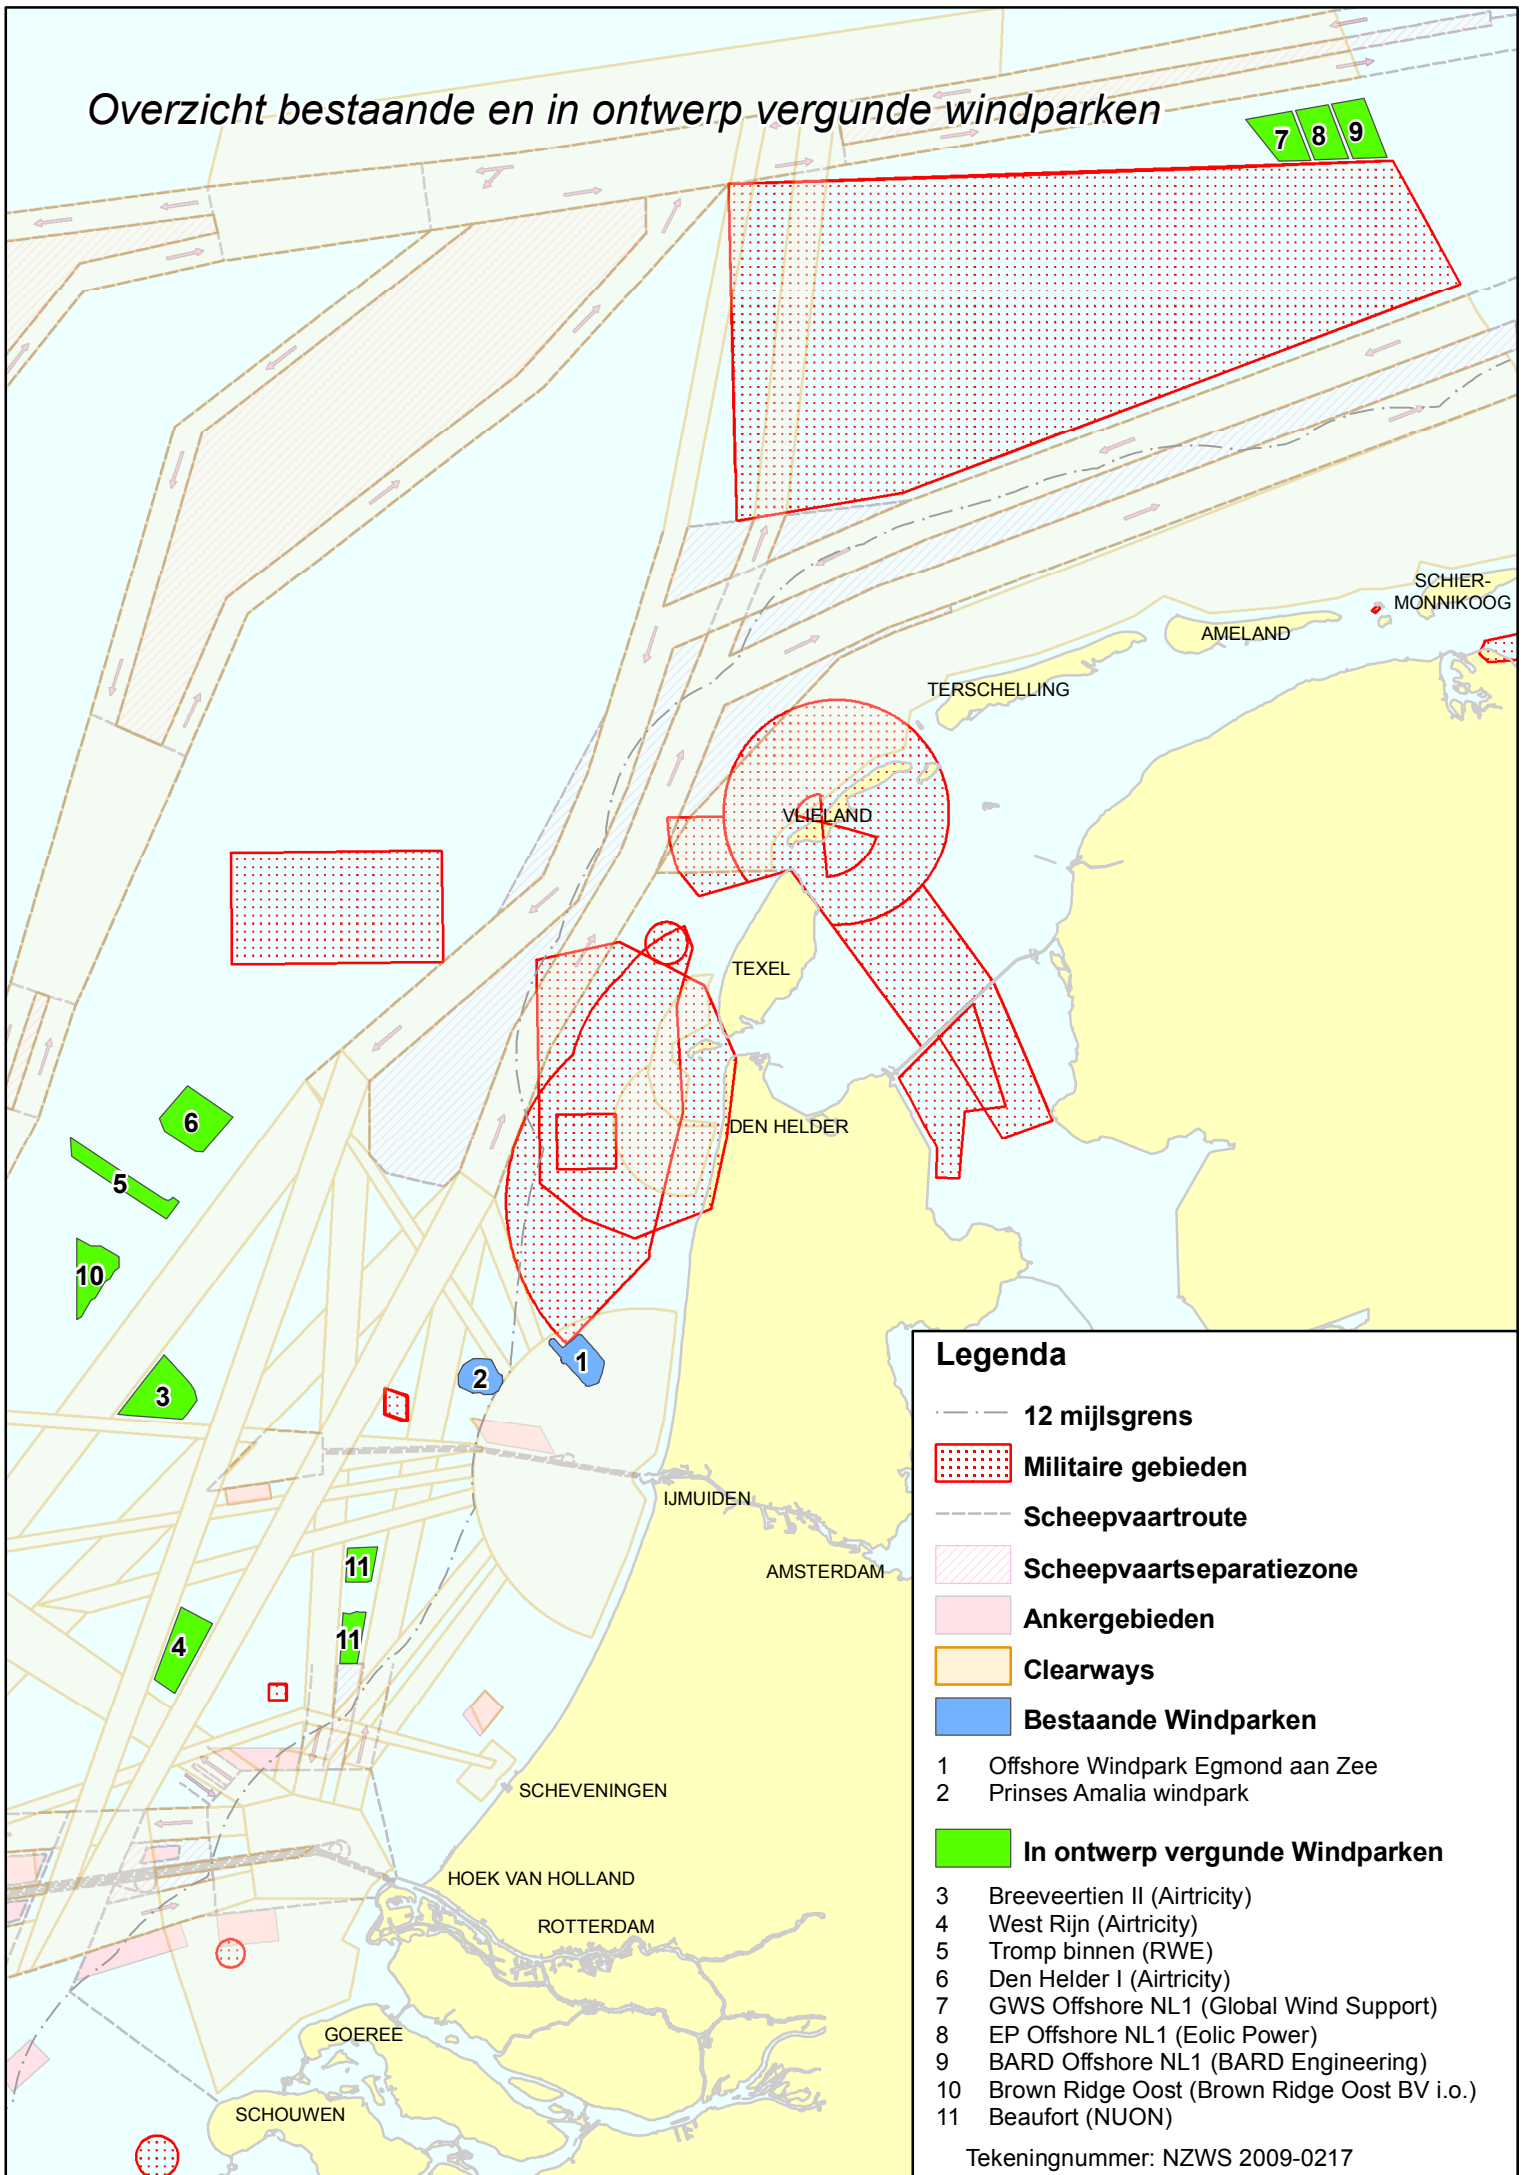 Overzicht bestaande en in ontwerp vergunde windparken
7
8
9
SCHIER-
MONNIKOOG
AMELAND
TERSCHELLING
VLIELAND
TEXEL
DEN HELDER
6
5
10
3
2
1
IJMUIDEN
AMSTERDAM
11
11
4
SCHEVENINGEN
HOEK VAN HOLLAND
ROTTERDAM
GOEREE
SCHOUWEN
Legenda
12 mijlsgrens
Militaire gebieden
Scheepvaartroute
Scheepvaartseparatiezone
Ankergebieden
Clearways
Bestaande Windparken
1 Offshore Windpark Egmond aan Zee
2 Prinses Amalia windpark
In ontwerp vergunde Windparken
3 Breeveertien II (Airtricity)
4 West Rijn (Airtricity)
5 Tromp binnen (RWE)
6 Den Helder I (Airtricity)
7 GWS Offshore NL1 (Global Wind Support)
8 EP Offshore NL1 (Eolic Power)
9 BARD Offshore NL1 (BARD Engineering)
10 Brown Ridge Oost (Brown Ridge Oost BV i.o.)
11 Beaufort (NUON)
Tekeningnummer: NZWS 2009-0217